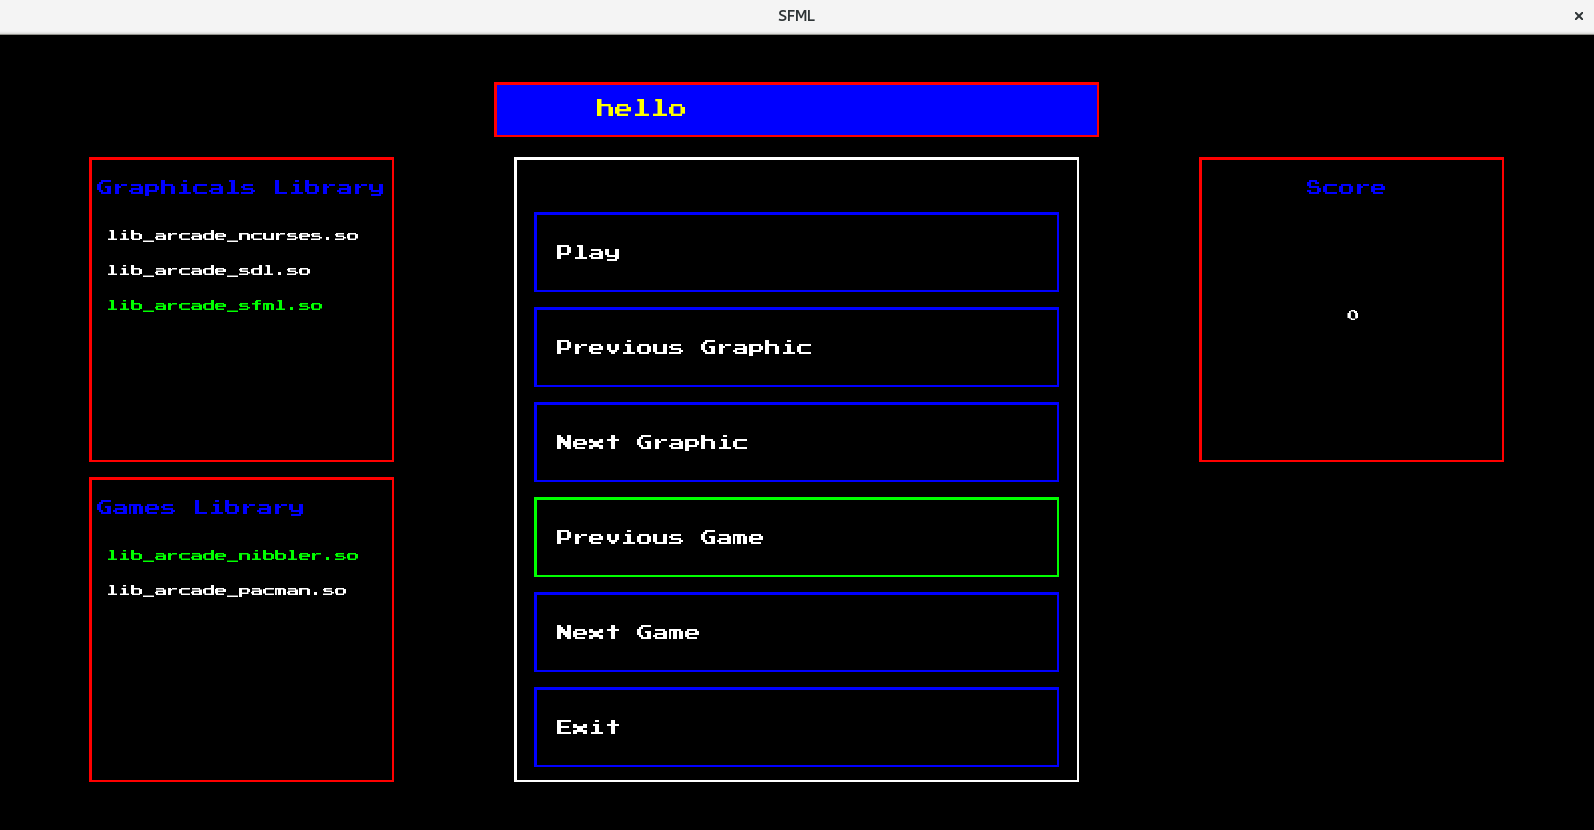 SFML
hello
Graphicals Library
lib_arcade_ncurses.so
lib_arcade_sdl.so
lib_arcade_sfml.so
Games Library
lib_arcade_nibbler.so
lib_arcade_pacman.so
Play
Previous Graphic
Next Graphic
Previous Game
Next Game
Exit
Score
0